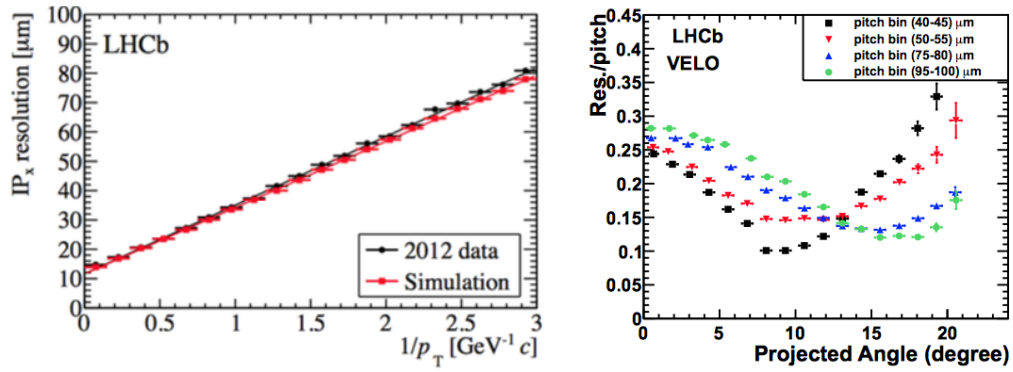 LHCb
IPx resolution [μm]
100
90
80
70
60
50
40
30
20
10
0
2012 data
Simulation
0 0.5 1 1.5 2 2.5 3
1/pT [GeV-1 c]
LHCb
VELO
pitch bin (40-45) μm
pitch bin (50-55) μm
pitch bin (75-80) μm
pitch bin (95-100) μm
Res./pitch
0.45
0.4
0.35
0.3
0.25
0.2
0.15
0.1
0.05
0
0 5 10 15 20
Projected Angle (degree)